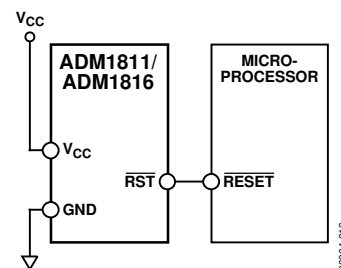 VCC
ADM1811/
ADM1816
MICRO-
PROCESSOR
VCC
RST
RESET
GND